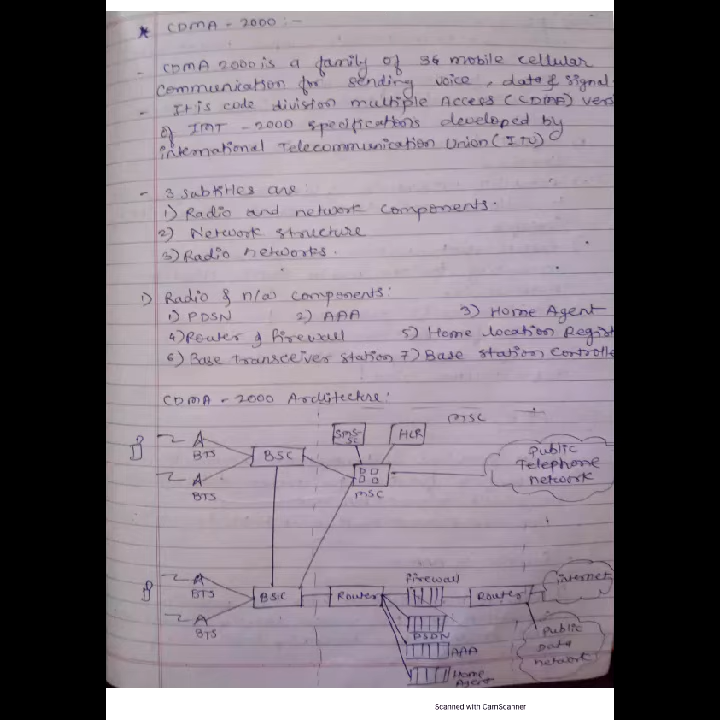 * CDMA - 2000 :-
- CDMA 2000 is a family of 3G mobile cellular
communication for sending voice, data & signal
- It is code division multiple Access (CDMA) vers
of IMT - 2000 specifications developed by
international Telecommunication Union (ITU)
- 3 subtitles are:
1) Radio and network components.
2) Network structure
3) Radio networks.
1) Radio & n/w components:
1) PDSN 2) AAA 3) Home Agent
4) Router & Firewall 5) Home location Regist
6) Base Transceiver station 7) Base station Controlle
CDMA - 2000 Architecture:
MSC
SMS-SC
HLR
BTS
BSC
BTS
MSC
Public
Telephone
network
Firewall
BTS
BSC
Router
Router
internet
BTS
PSDN
AAA
Home
Agent
Public
Data
network
Scanned with CamScanner